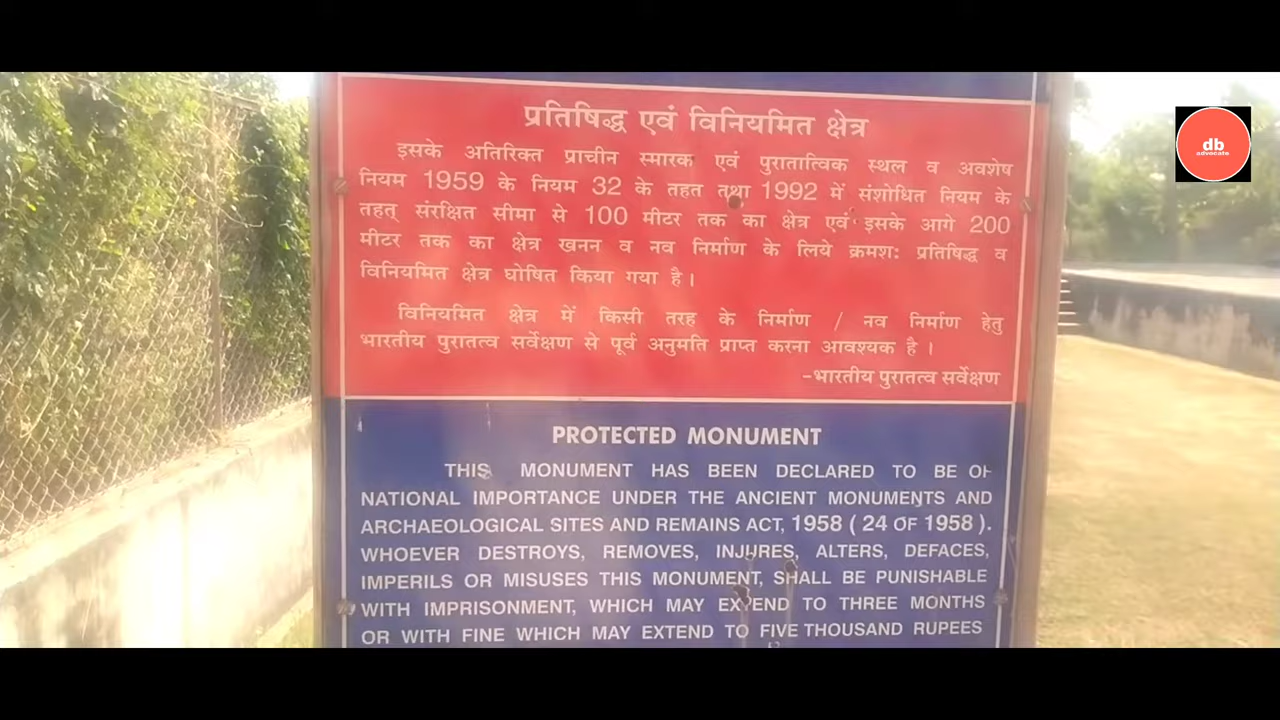 प्रतिषिद्ध एवं विनियमित क्षेत्र
इसके अतिरिक्त प्राचीन स्मारक एवं पुरातात्विक स्थल व अवशेष
नियम 1959 के नियम 32 के तहत तथा 1992 में संशोधित नियम के
तहत् संरक्षित सीमा से 100 मीटर तक का क्षेत्र एवं इसके आगे 200
मीटर तक का क्षेत्र खनन व नव निर्माण के लिये क्रमश: प्रतिषिद्ध व
विनियमित क्षेत्र घोषित किया गया है।
विनियमित क्षेत्र में किसी तरह के निर्माण / नव निर्माण हेतु
भारतीय पुरातत्व सर्वेक्षण से पूर्व अनुमति प्राप्त करना आवश्यक है।
-भारतीय पुरातत्व सर्वेक्षण
PROTECTED MONUMENT
THIS MONUMENT HAS BEEN DECLARED TO BE OF
NATIONAL IMPORTANCE UNDER THE ANCIENT MONUMENTS AND
ARCHAEOLOGICAL SITES AND REMAINS ACT, 1958 ( 24 OF 1958 ).
WHOEVER DESTROYS, REMOVES, INJURES, ALTERS, DEFACES,
IMPERILS OR MISUSES THIS MONUMENT, SHALL BE PUNISHABLE
WITH IMPRISONMENT, WHICH MAY EXPEND TO THREE MONTHS
OR WITH FINE WHICH MAY EXTEND TO FIVE THOUSAND RUPEES
db
advocate